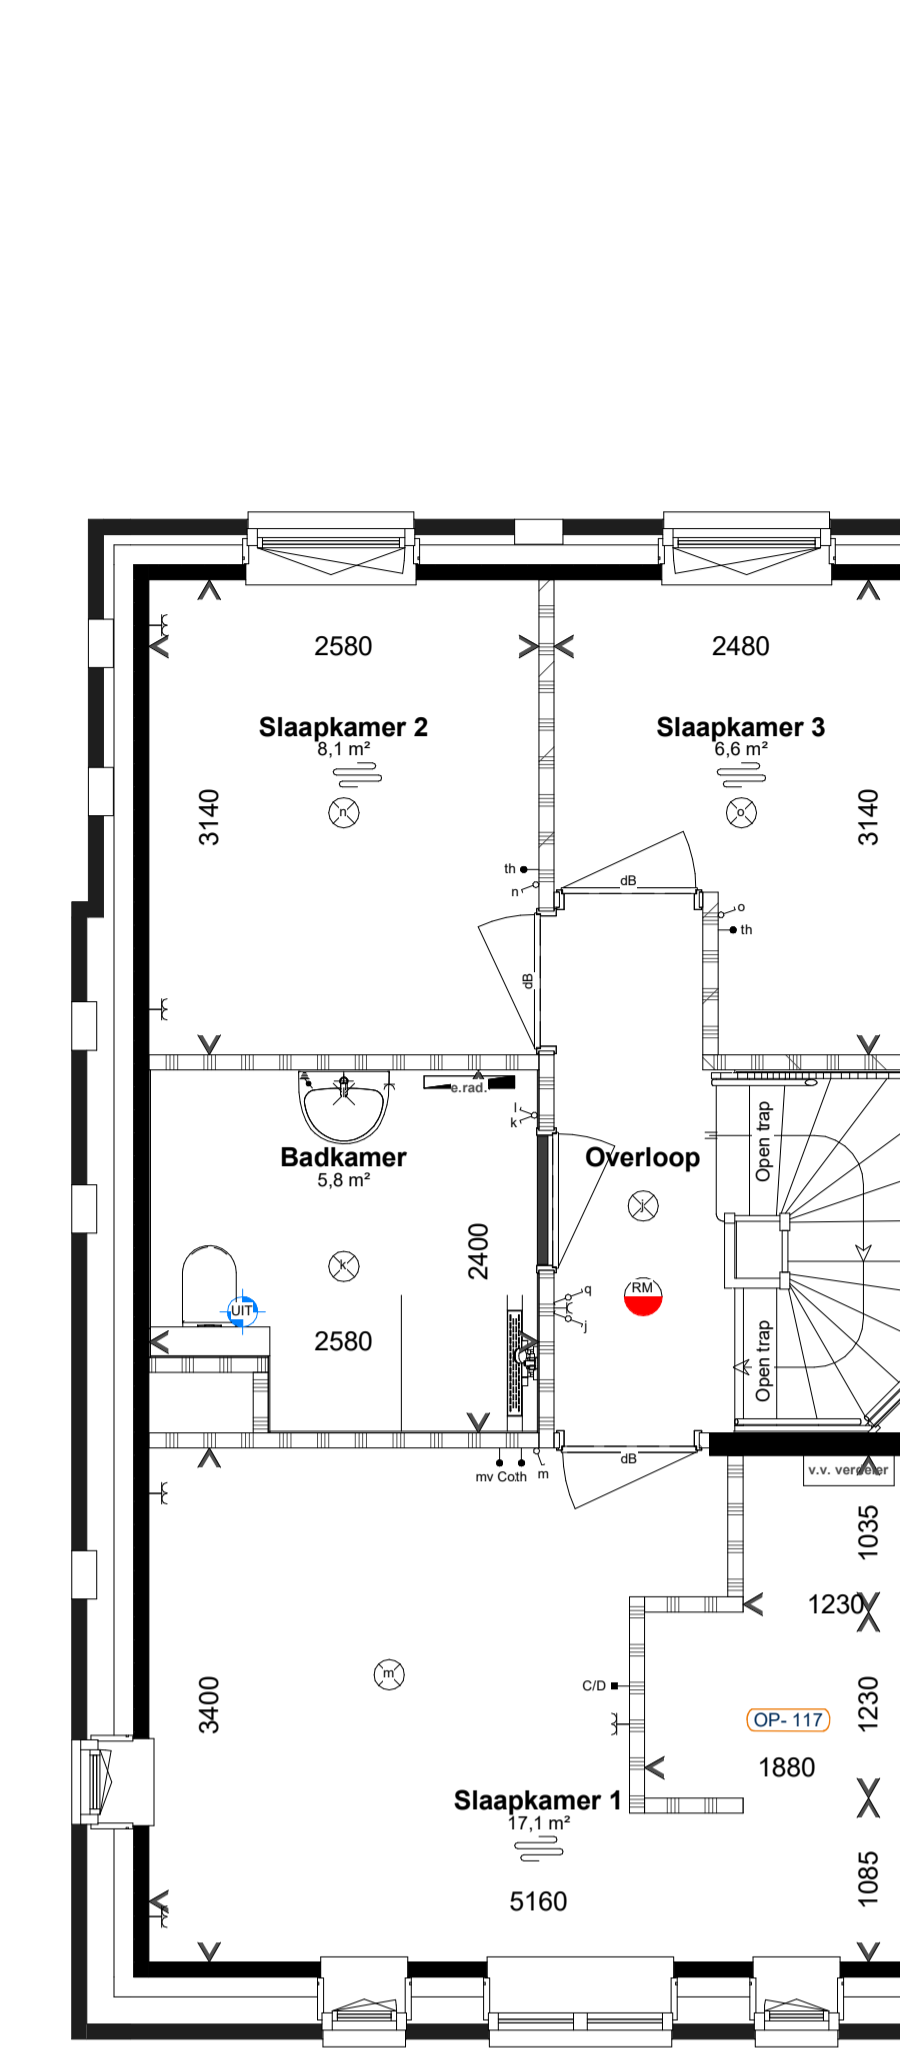 2580
2480
Slaapkamer 2
8,1 m²
Slaapkamer 3
6,6 m²
n
o
3140
3140
th
n
dB
o
th
dB
e.rad.
l
k
Badkamer
5,8 m²
Overloop
Open trap
j
k
2400
UIT
RM
q
j
2580
Open trap
mv Co
th
m
dB
v.v. verdeler
1035
1230
m
C/D
3400
1230
OP- 117
1880
Slaapkamer 1
17,1 m²
1085
5160